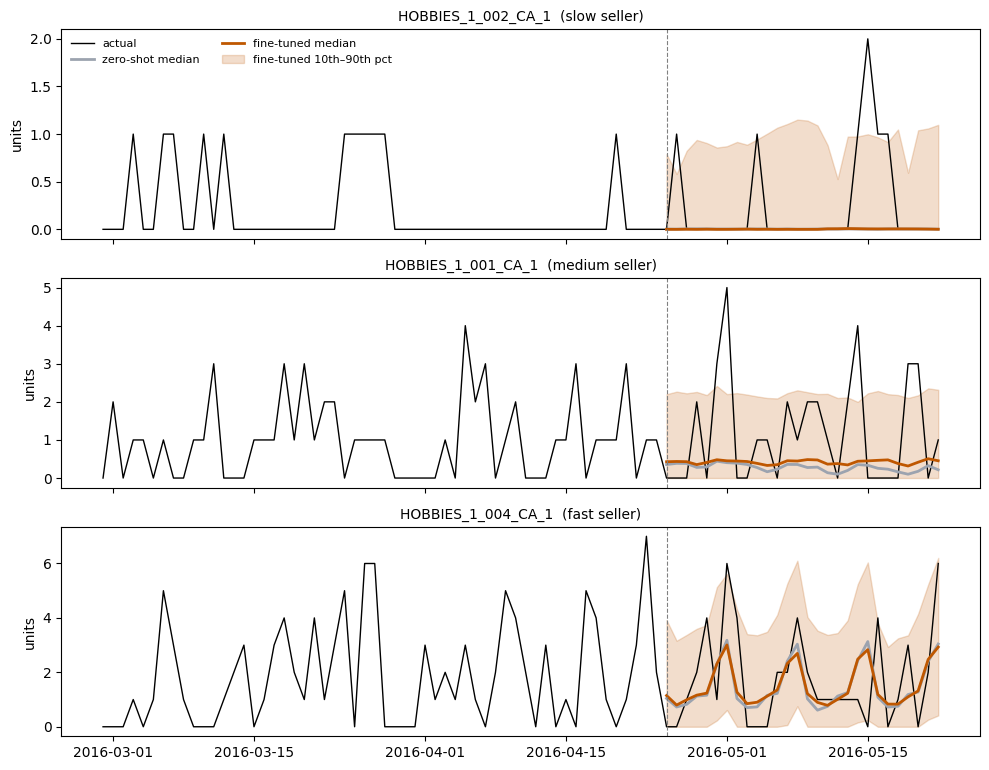 HOBBIES_1_002_CA_1  (slow seller)
actual
zero-shot median
fine-tuned median
fine-tuned 10th–90th pct
units
2.0
1.5
1.0
0.5
0.0
HOBBIES_1_001_CA_1  (medium seller)
units
5
4
3
2
1
0
HOBBIES_1_004_CA_1  (fast seller)
units
6
4
2
0
2016-03-01
2016-03-15
2016-04-01
2016-04-15
2016-05-01
2016-05-15